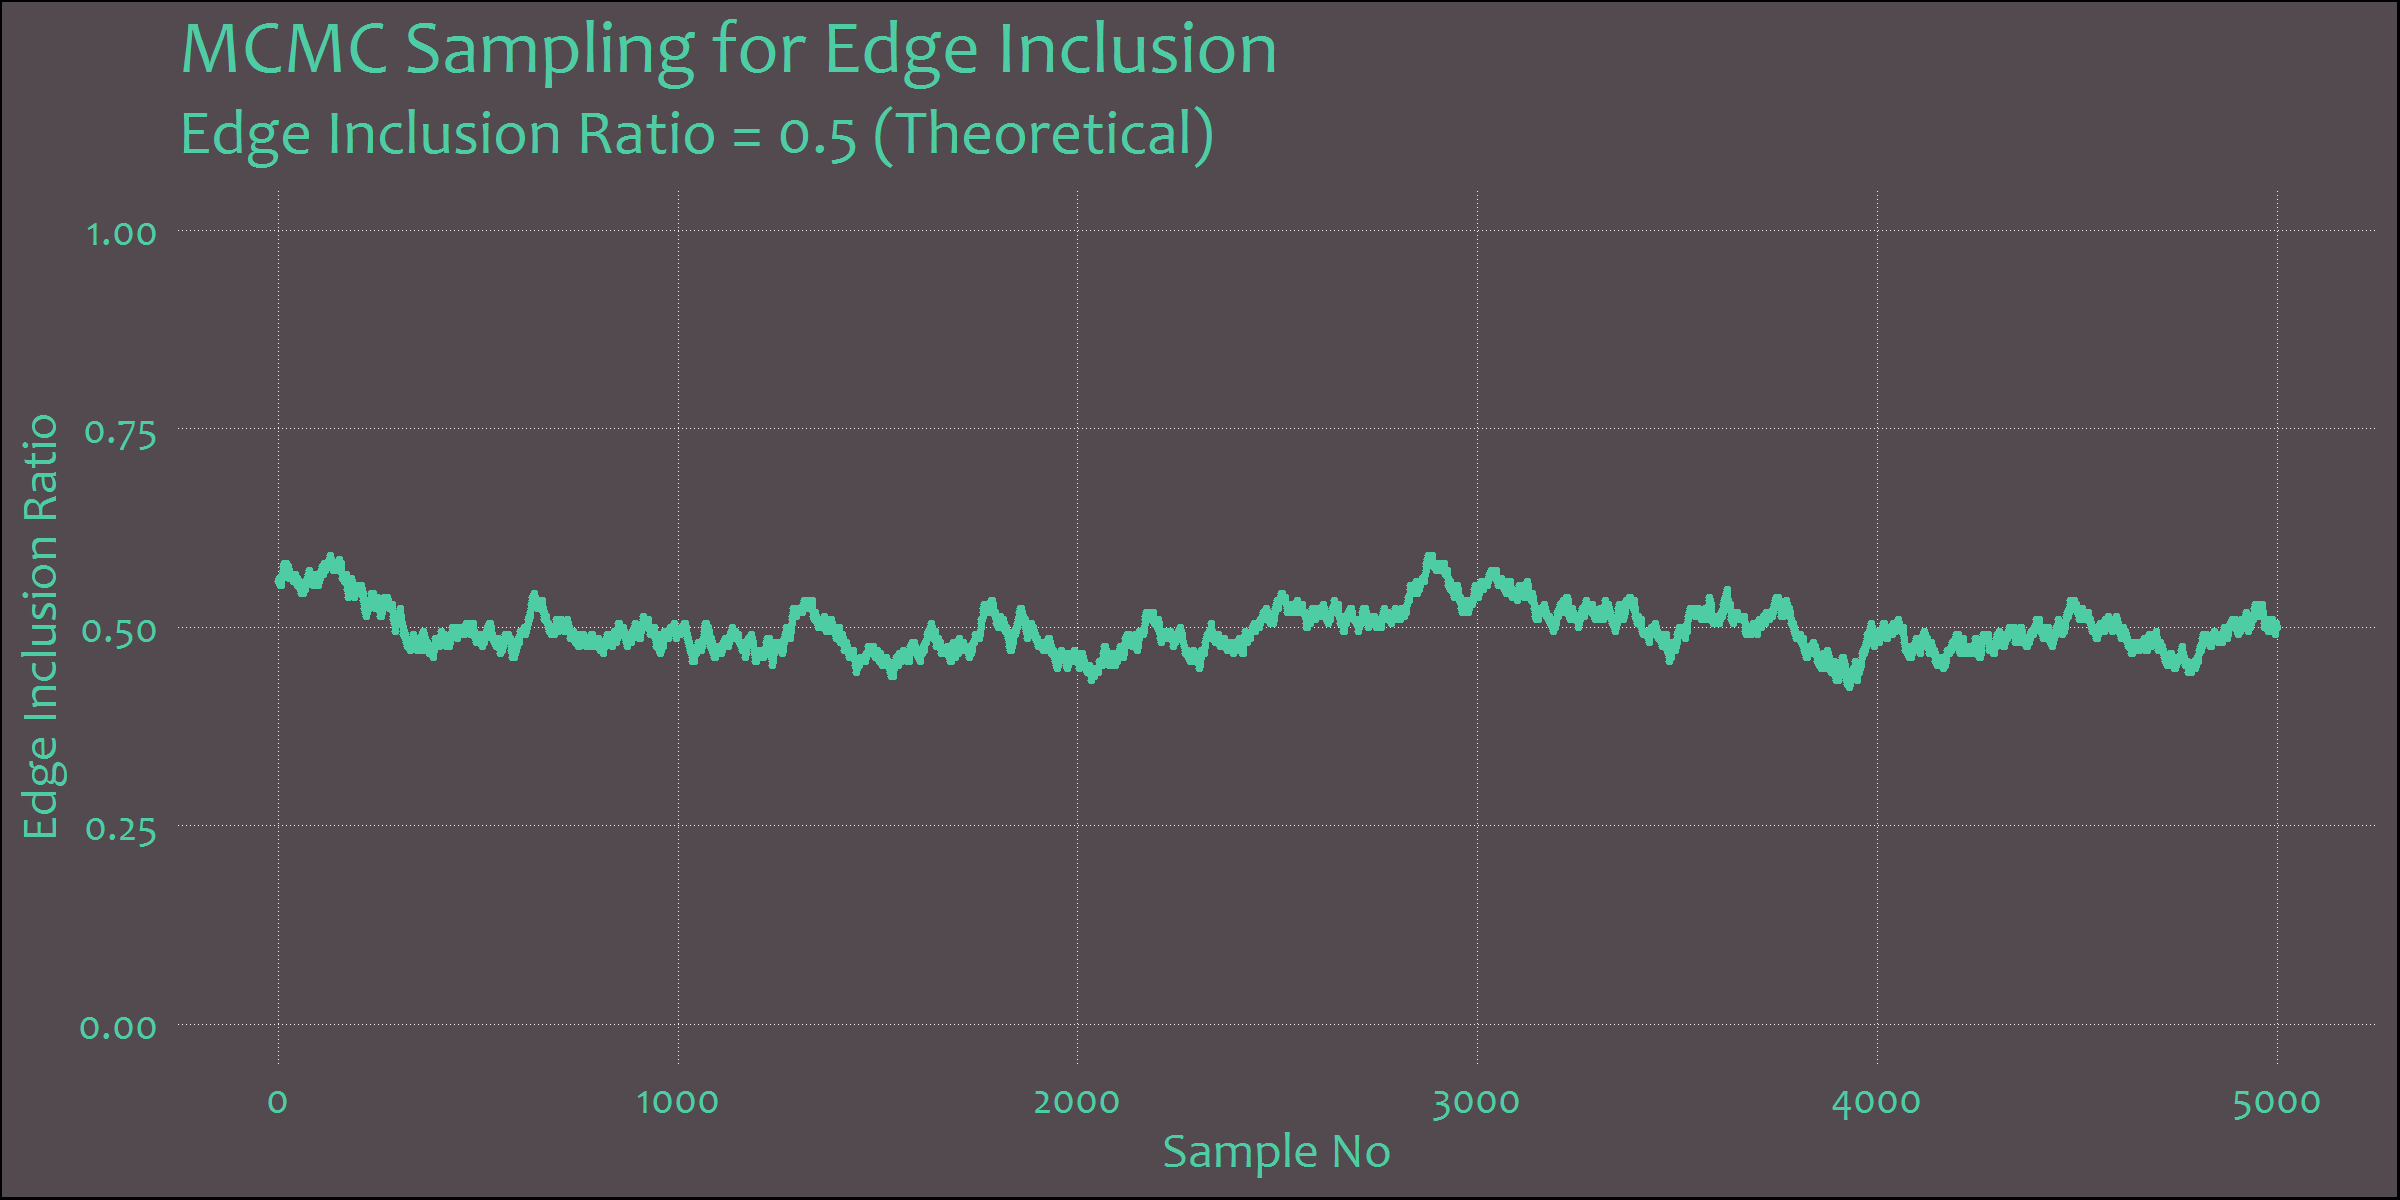 MCMC Sampling for Edge Inclusion
Edge Inclusion Ratio = 0.5 (Theoretical)
Edge Inclusion Ratio
1.00
0.75
0.50
0.25
0.00
0 1000 2000 3000 4000 5000
Sample No